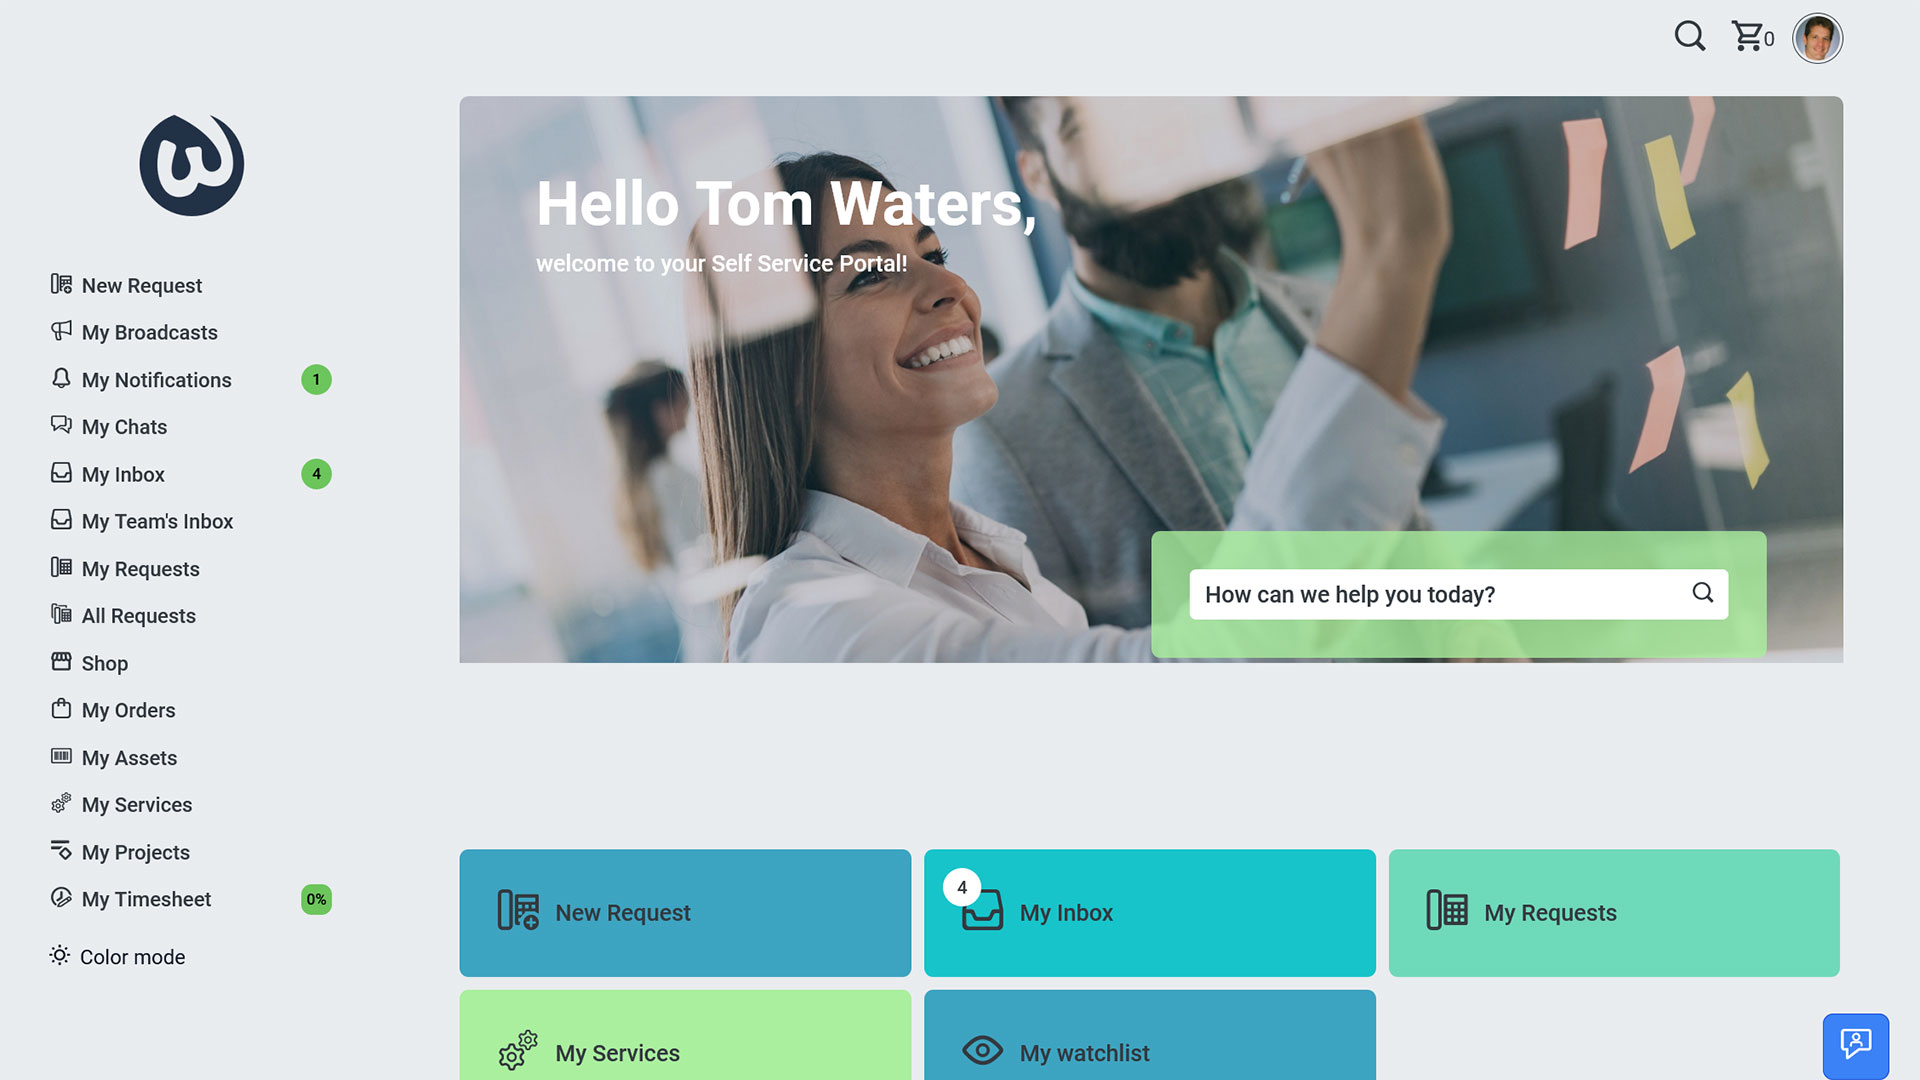 0
Hello Tom Waters,
welcome to your Self Service Portal!
New Request
My Broadcasts
My Notifications 1
My Chats
My Inbox 4
My Team's Inbox
My Requests
All Requests
Shop
My Orders
My Assets
My Services
My Projects
My Timesheet 0%
Color mode
How can we help you today?
New Request
4
My Inbox
My Requests
My Services
My watchlist